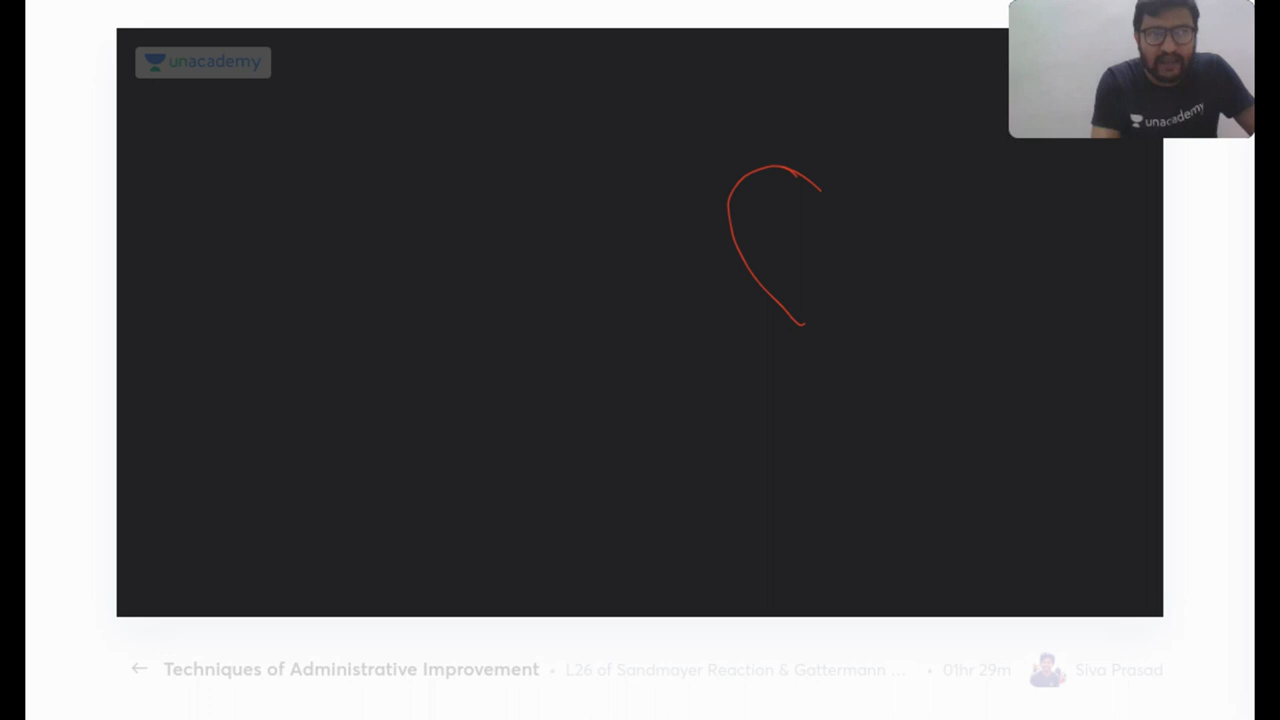 unacademy
unacademy
← Techniques of Administrative Improvement • L26 of Sandmayer Reaction & Gattermann ... • 01hr 29m Siva Prasad